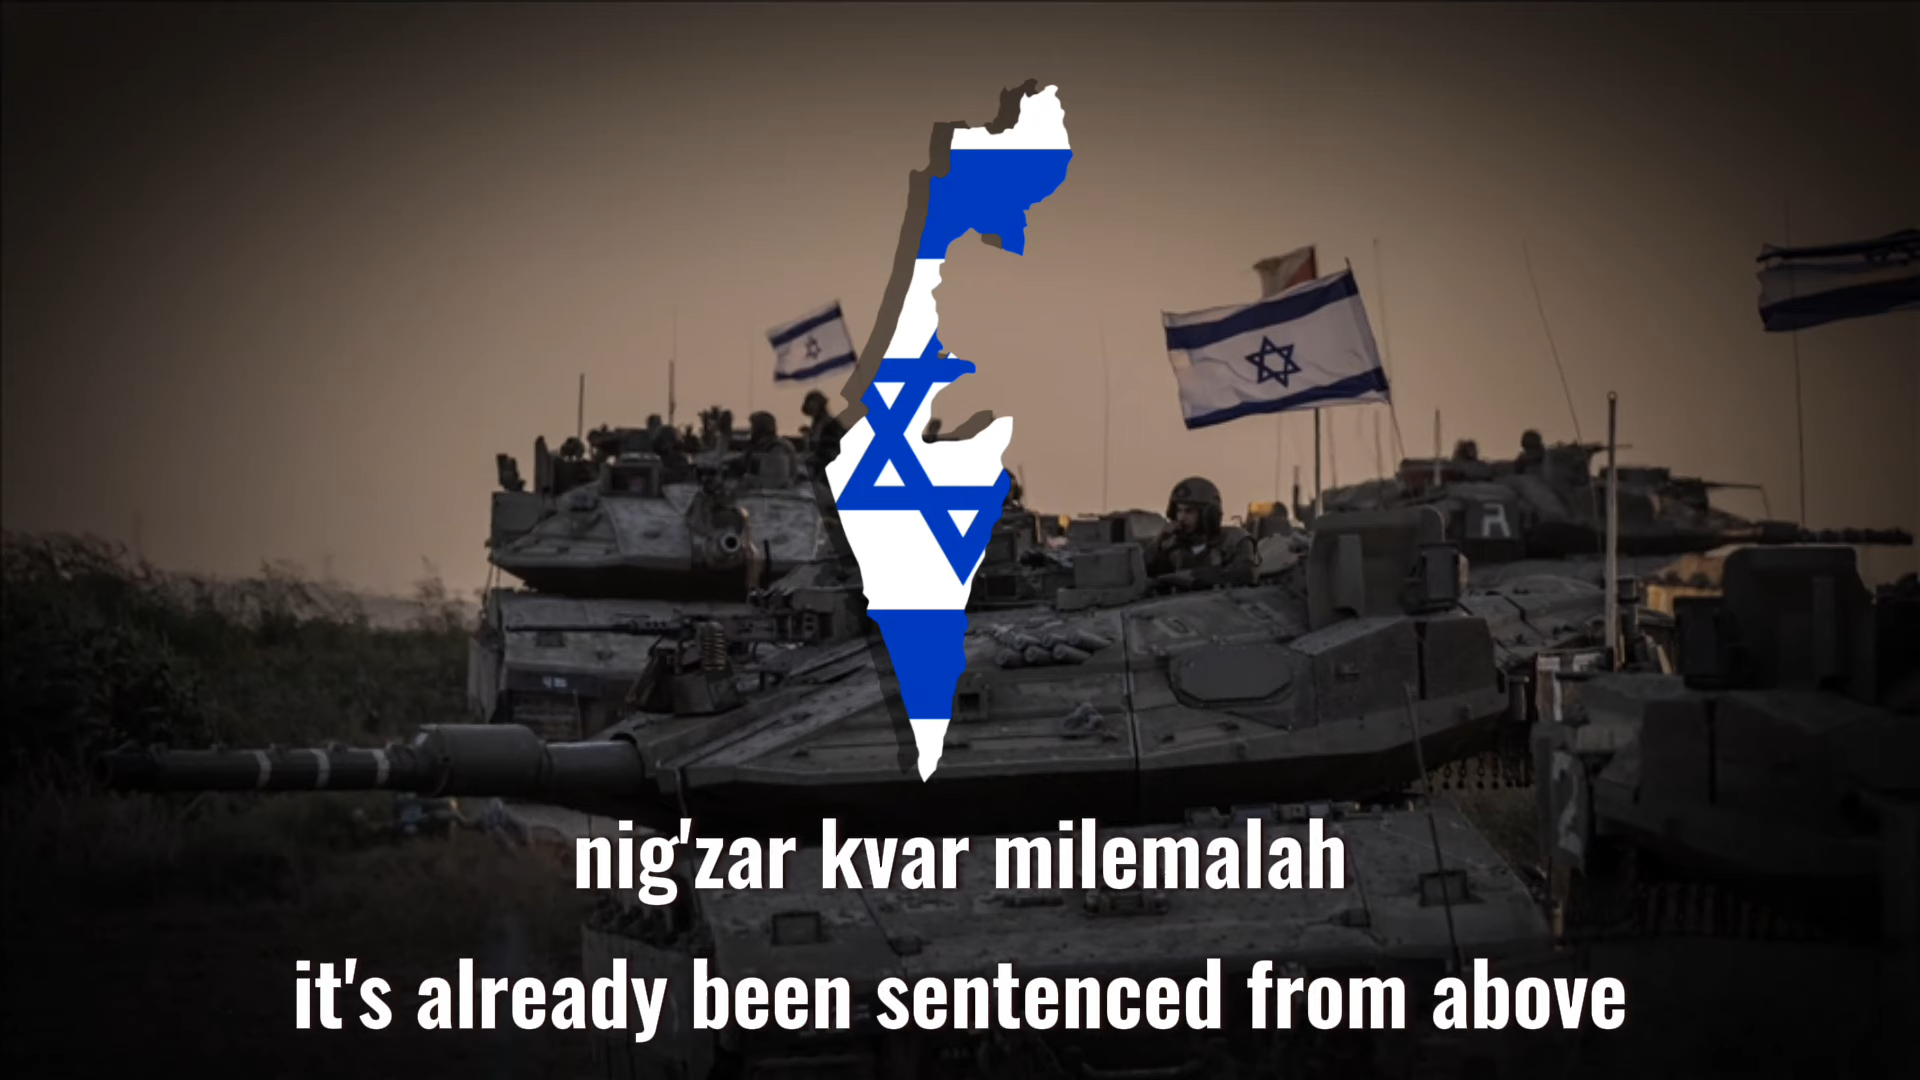 nig'zar kvar milemalah
it's already been sentenced from above